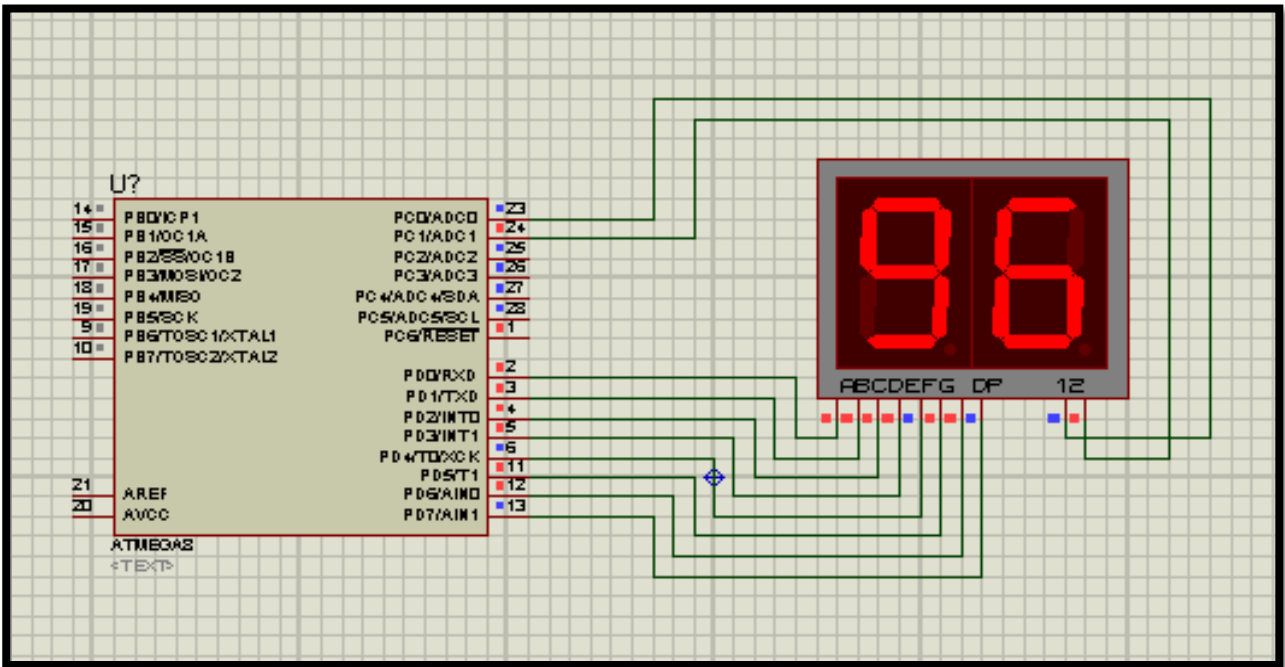 U?
14 PB0/ICP1
15 PB1/OC1A
16 PB2/SS/OC1B
17 PB3/MOSI/OC2
18 PB4/MISO
19 PB5/SCK
9 PB6/TOSC1/XTAL1
10 PB7/TOSC2/XTAL2
21 AREF
20 AVCC
PC0/ADC0 23
PC1/ADC1 24
PC2/ADC2 25
PC3/ADC3 26
PC4/ADC4/SDA 27
PC5/ADC5/SCL 28
PC6/RESET 1
PD0/RXD 2
PD1/TXD 3
PD2/INT0 4
PD3/INT1 5
PD4/T0/XCK 6
PD5/T1 11
PD6/AIN0 12
PD7/AIN1 13
ATMEGA8
<TEXT>
96
ABCDEFG DP 12